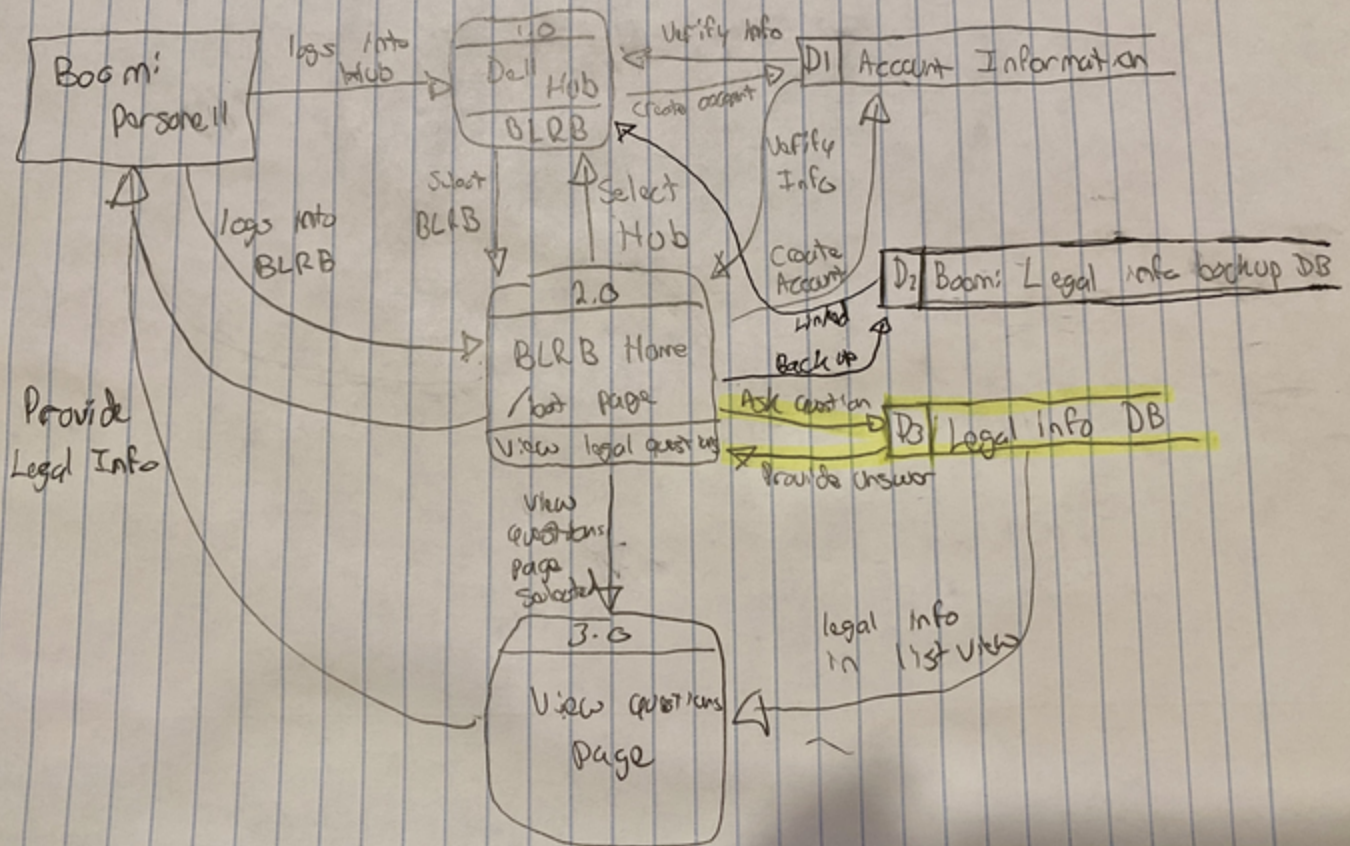 Boomi
Personell
logs into
Hub
1.0
Dell
Hub
BLRB
Verify Info
Create account
D1 Account Information
Verify
Info
Select
BLRB
Select
Hub
logs into
BLRB
Create
Account
Linked
Back up
D2 Boomi Legal info backup DB
2.0
BLRB Home
/bot page
View legal questions
Ask question
D3 Legal info DB
Provide answer
Provide
Legal Info
View
questions
page
selected
legal info
in list view
3.0
View questions
page